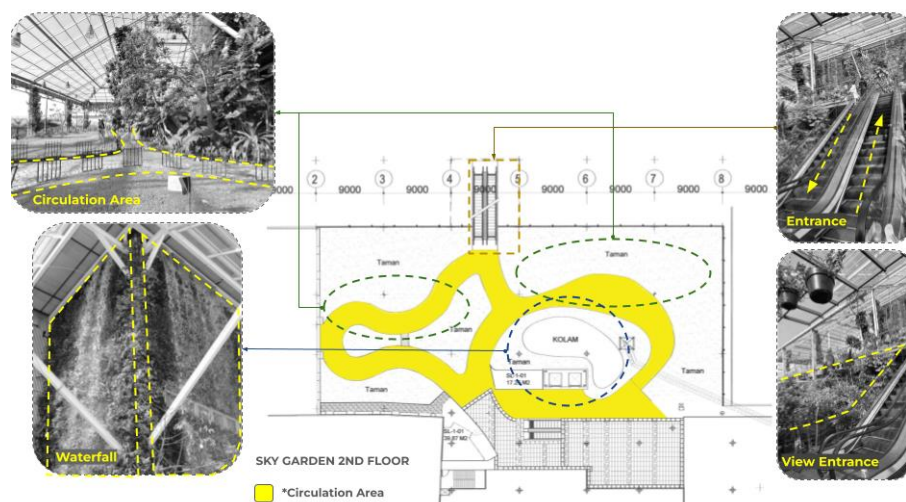 Circulation Area
Entrance
2 3 4 5 6 7 8
9000 9000 9000 9000 9000 9000 9000 9000
Taman
Taman
Taman
KOLAM
Taman
Taman
Taman
Waterfall
View Entrance
SKY GARDEN 2ND FLOOR
*Circulation Area